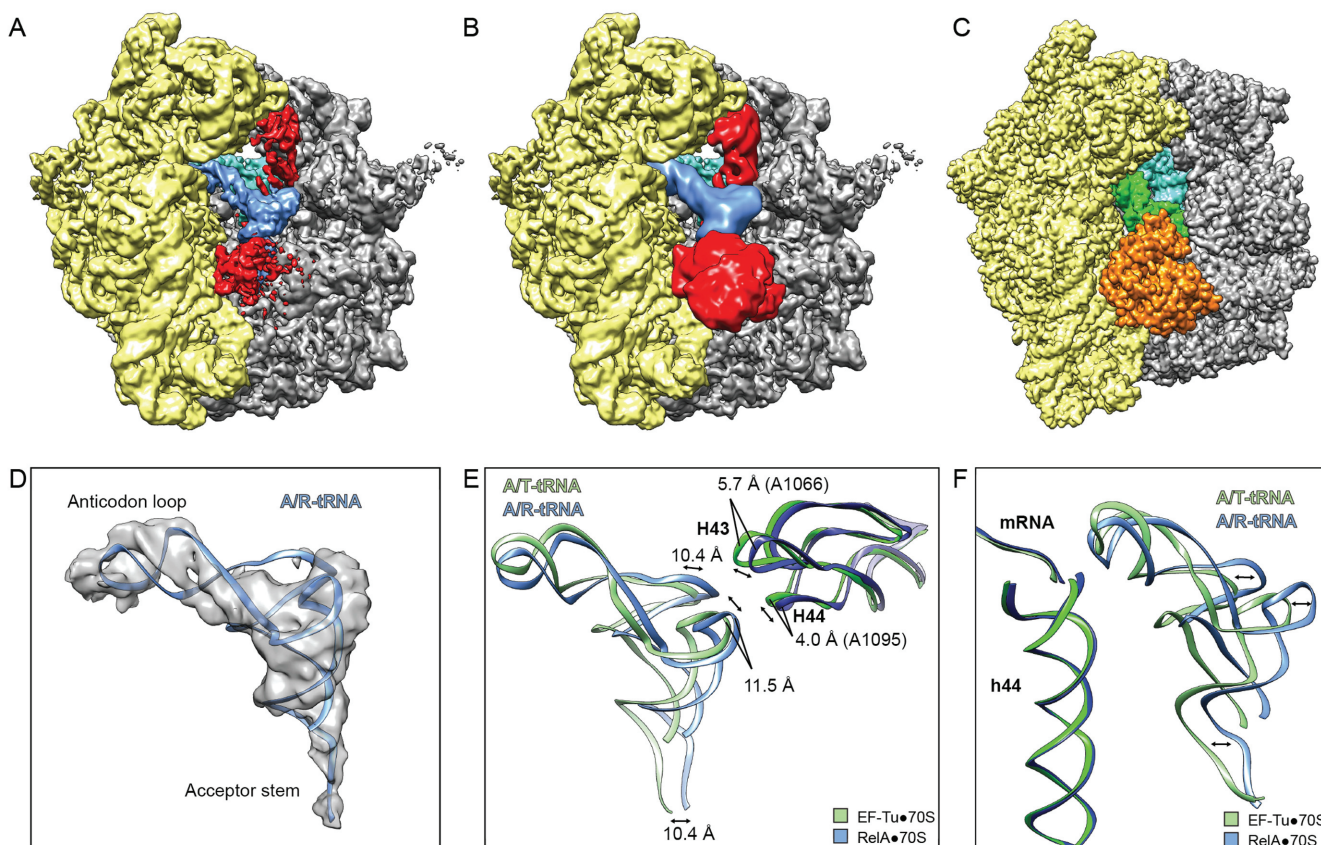 A
B
C
D
Anticodon loop
A/R-tRNA
Acceptor stem
E
A/T-tRNA
A/R-tRNA
5.7 Å (A1066)
H43
10.4 Å
H44
4.0 Å (A1095)
11.5 Å
10.4 Å
EF-Tu●70S
RelA●70S
F
mRNA
A/T-tRNA
A/R-tRNA
h44
EF-Tu●70S
RelA●70S